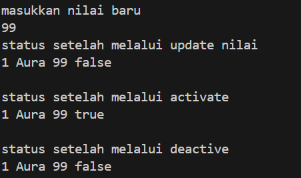 masukkan nilai baru
99
status setelah melalui update nilai
1 Aura 99 false
status setelah melalui activate
1 Aura 99 true
status setelah melalui deactive
1 Aura 99 false